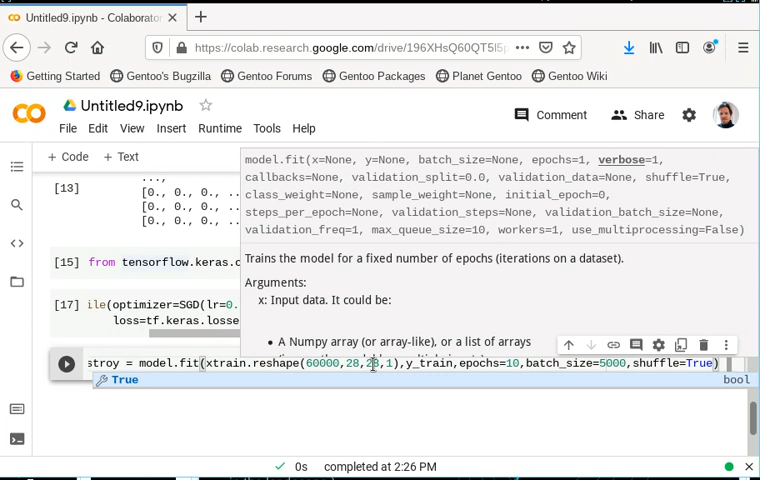 Untitled9.ipynb - Colaborator
https://colab.research.google.com/drive/196XHsQ60QT5l5p
Getting Started Gentoo's Bugzilla Gentoo Forums Gentoo Packages Planet Gentoo Gentoo Wiki
Untitled9.ipynb
Comment Share
File Edit View Insert Runtime Tools Help
+ Code + Text
model.fit(x=None, y=None, batch_size=None, epochs=1, verbose=1,
callbacks=None, validation_split=0.0, validation_data=None, shuffle=True,
class_weight=None, sample_weight=None, initial_epoch=0,
steps_per_epoch=None, validation_steps=None, validation_batch_size=None,
validation_freq=1, max_queue_size=10, workers=1, use_multiprocessing=False)
Trains the model for a fixed number of epochs (iterations on a dataset).
Arguments:
x: Input data. It could be:
• A Numpy array (or array-like), or a list of arrays
...,
[13] [0., 0., 0., ..
[0., 0., 0., ..
[0., 0., 0., ..
[15] from tensorflow.keras.c
[17] ile(optimizer=SGD(lr=0.
loss=tf.keras.losse
stroy = model.fit(xtrain.reshape(60000,28,28,1),y_train,epochs=10,batch_size=5000,shuffle=True)
True bool
0s completed at 2:26 PM